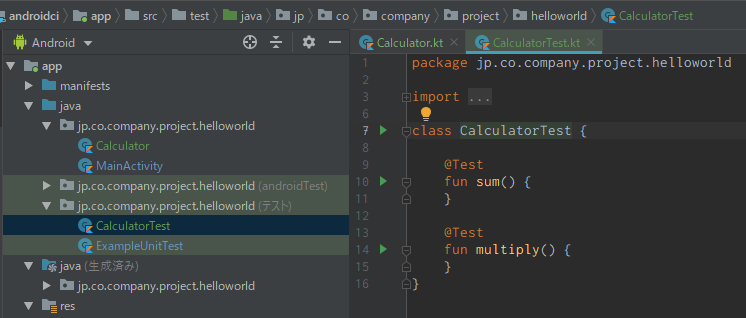 androidci app src test java jp co company project helloworld CalculatorTest
Android
Calculator.kt CalculatorTest.kt
app
manifests
java
jp.co.company.project.helloworld
Calculator
MainActivity
jp.co.company.project.helloworld (androidTest)
jp.co.company.project.helloworld (テスト)
CalculatorTest
ExampleUnitTest
java (生成済み)
jp.co.company.project.helloworld
res
1 package jp.co.company.project.helloworld
2
3 import ...
6
7 class CalculatorTest {
8
9 @Test
10 fun sum() {
11 }
12
13 @Test
14 fun multiply() {
15 }
16 }